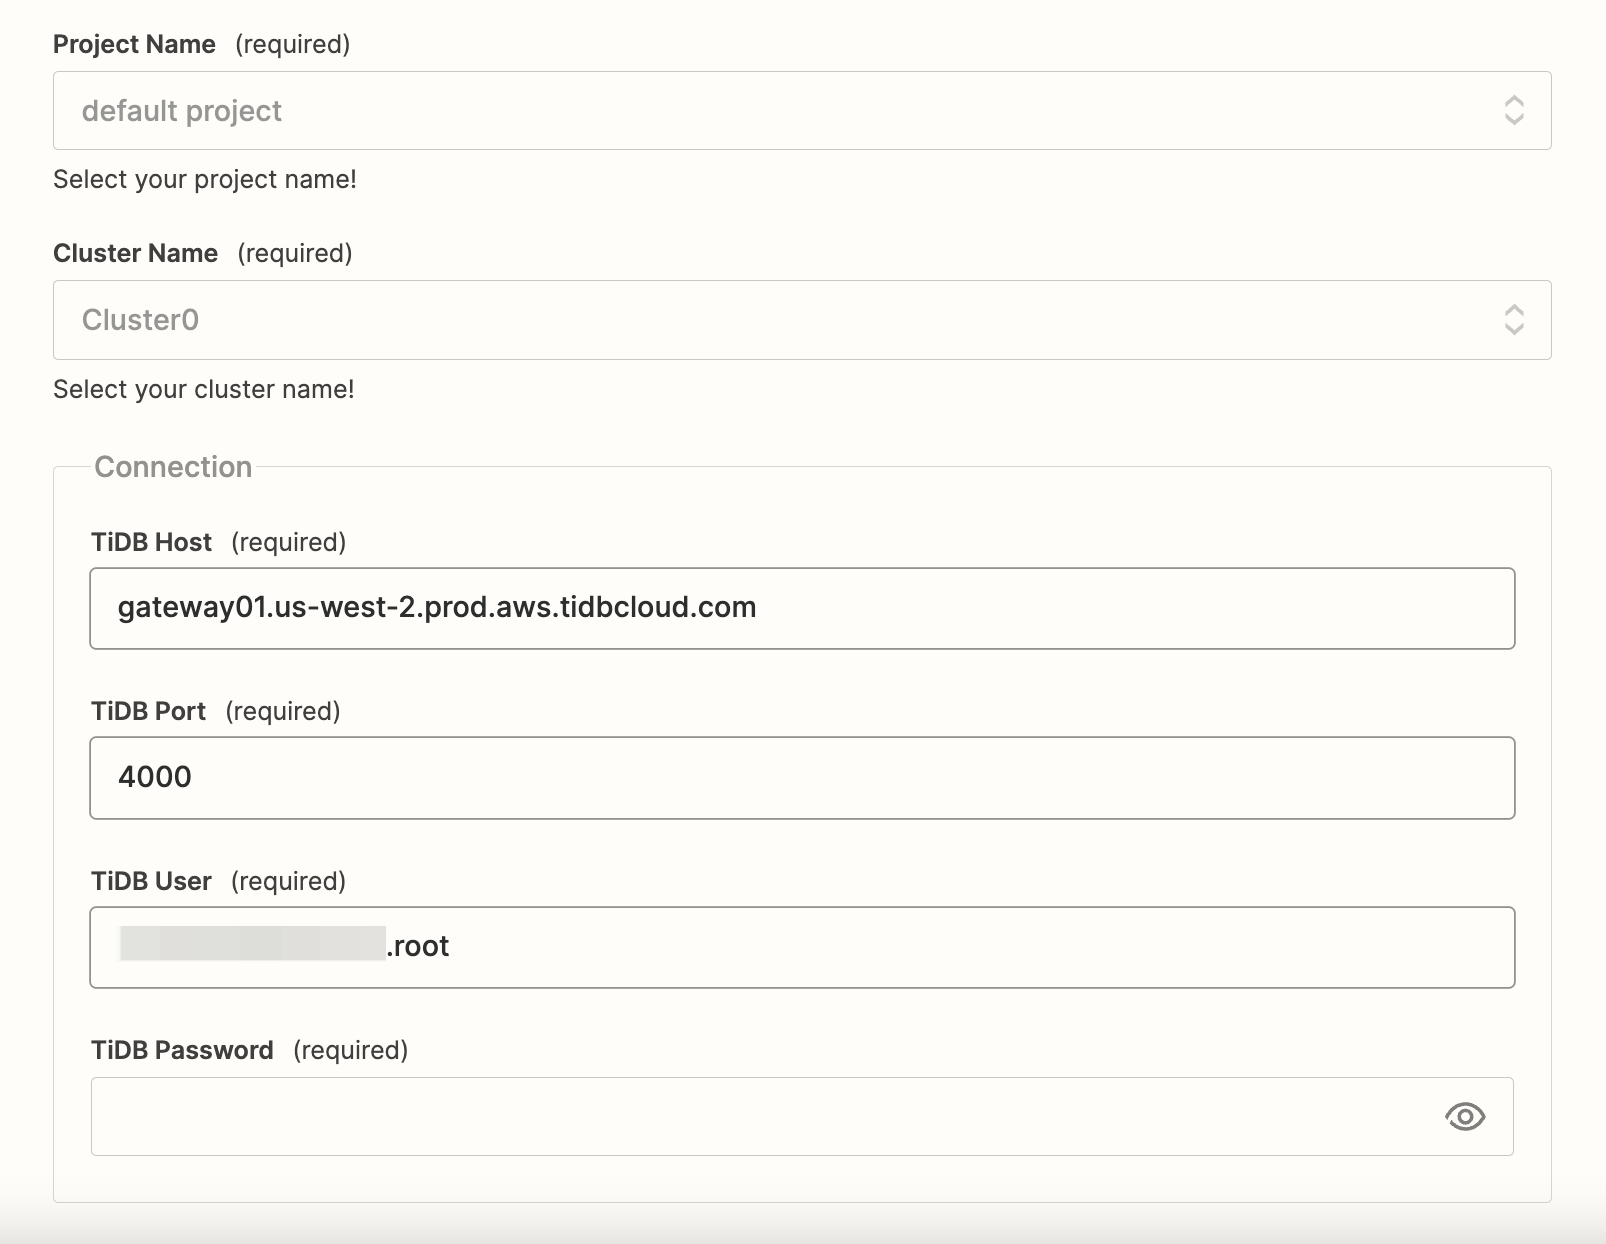 Project Name (required)
default project
Select your project name!
Cluster Name (required)
Cluster0
Select your cluster name!
Connection
TiDB Host (required)
gateway01.us-west-2.prod.aws.tidbcloud.com
TiDB Port (required)
4000
TiDB User (required)
.root
TiDB Password (required)